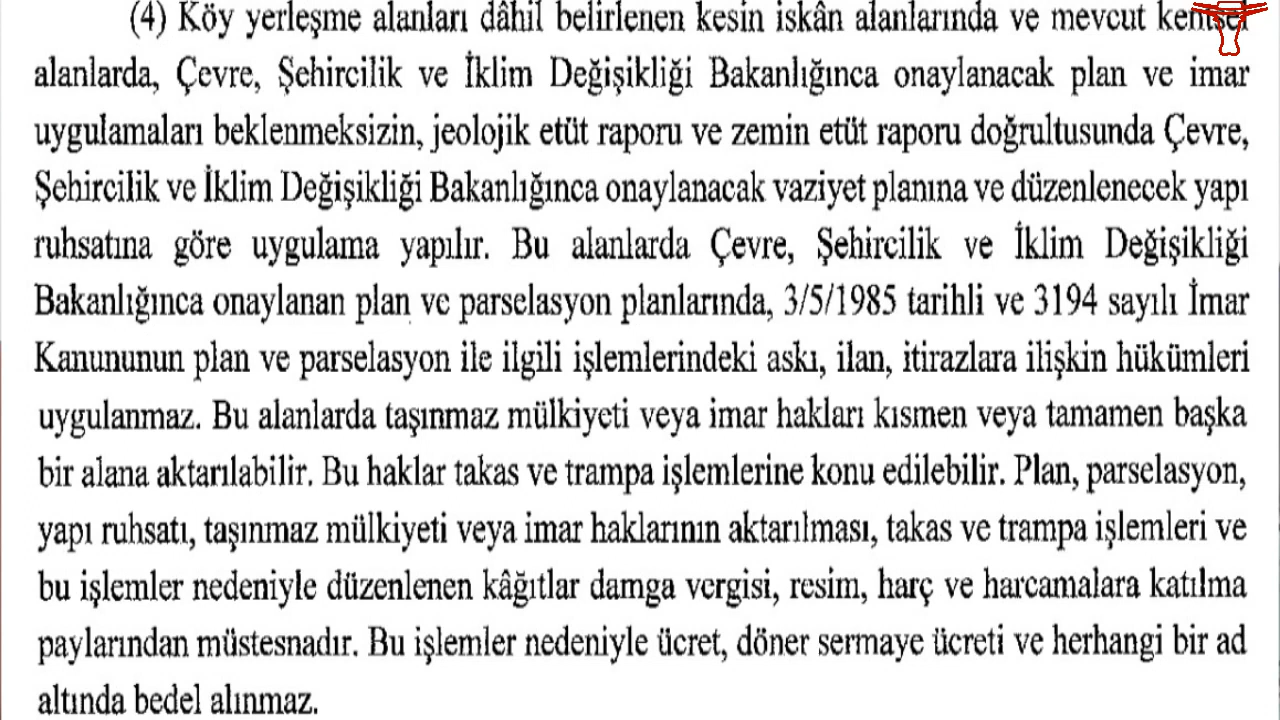 (4) Köy yerleşme alanları dâhil belirlenen kesin iskân alanlarında ve mevcut kentsel
alanlarda, Çevre, Şehircilik ve İklim Değişikliği Bakanlığınca onaylanacak plan ve imar
uygulamaları beklenmeksizin, jeolojik etüt raporu ve zemin etüt raporu doğrultusunda Çevre,
Şehircilik ve İklim Değişikliği Bakanlığınca onaylanacak vaziyet planına ve düzenlenecek yapı
ruhsatına göre uygulama yapılır. Bu alanlarda Çevre, Şehircilik ve İklim Değişikliği
Bakanlığınca onaylanan plan ve parselasyon planlarında, 3/5/1985 tarihli ve 3194 sayılı İmar
Kanununun plan ve parselasyon ile ilgili işlemlerindeki askı, ilan, itirazlara ilişkin hükümleri
uygulanmaz. Bu alanlarda taşınmaz mülkiyeti veya imar hakları kısmen veya tamamen başka
bir alana aktarılabilir. Bu haklar takas ve trampa işlemlerine konu edilebilir. Plan, parselasyon,
yapı ruhsatı, taşınmaz mülkiyeti veya imar haklarının aktarılması, takas ve trampa işlemleri ve
bu işlemler nedeniyle düzenlenen kâğıtlar damga vergisi, resim, harç ve harcamalara katılma
paylarından müstesnadır. Bu işlemler nedeniyle ücret, döner sermaye ücreti ve herhangi bir ad
altında bedel alınmaz.